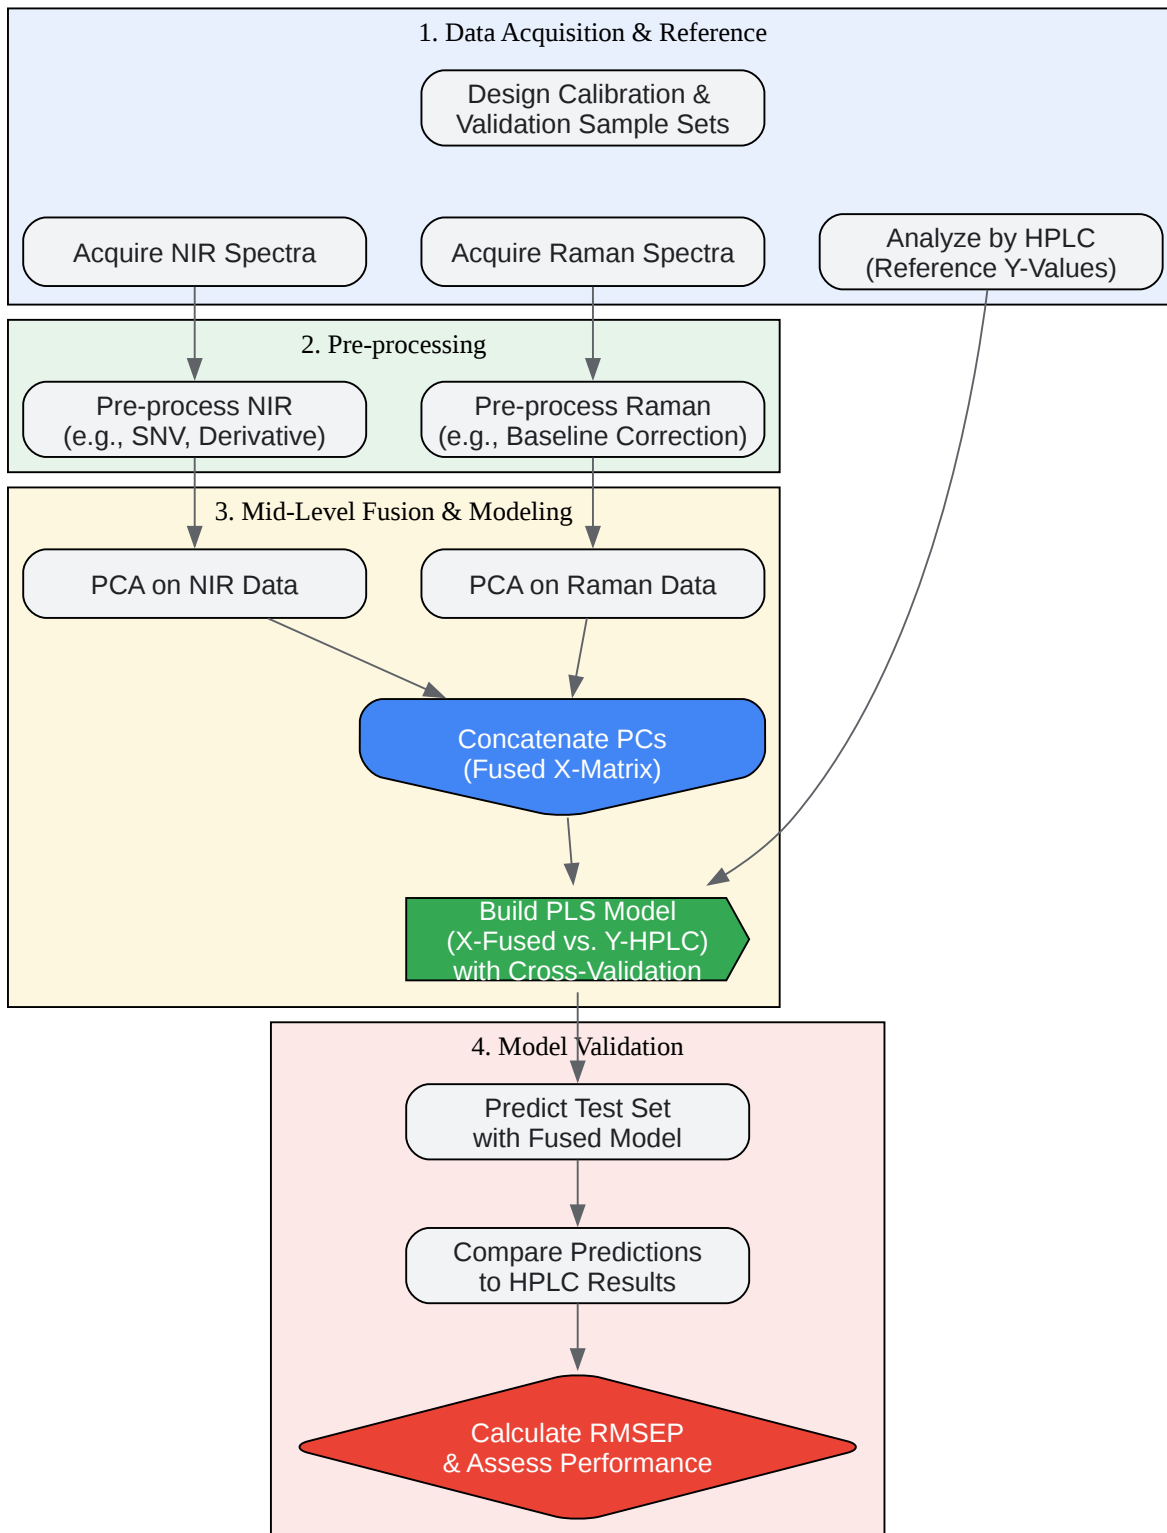 1. Data Acquisition & Reference
Design Calibration &
Validation Sample Sets
Acquire NIR Spectra
Acquire Raman Spectra
Analyze by HPLC
(Reference Y-Values)
2. Pre-processing
Pre-process NIR
(e.g., SNV, Derivative)
Pre-process Raman
(e.g., Baseline Correction)
3. Mid-Level Fusion & Modeling
PCA on NIR Data
PCA on Raman Data
Concatenate PCs
(Fused X-Matrix)
Build PLS Model
(X-Fused vs. Y-HPLC)
with Cross-Validation
4. Model Validation
Predict Test Set
with Fused Model
Compare Predictions
to HPLC Results
Calculate RMSEP
& Assess Performance